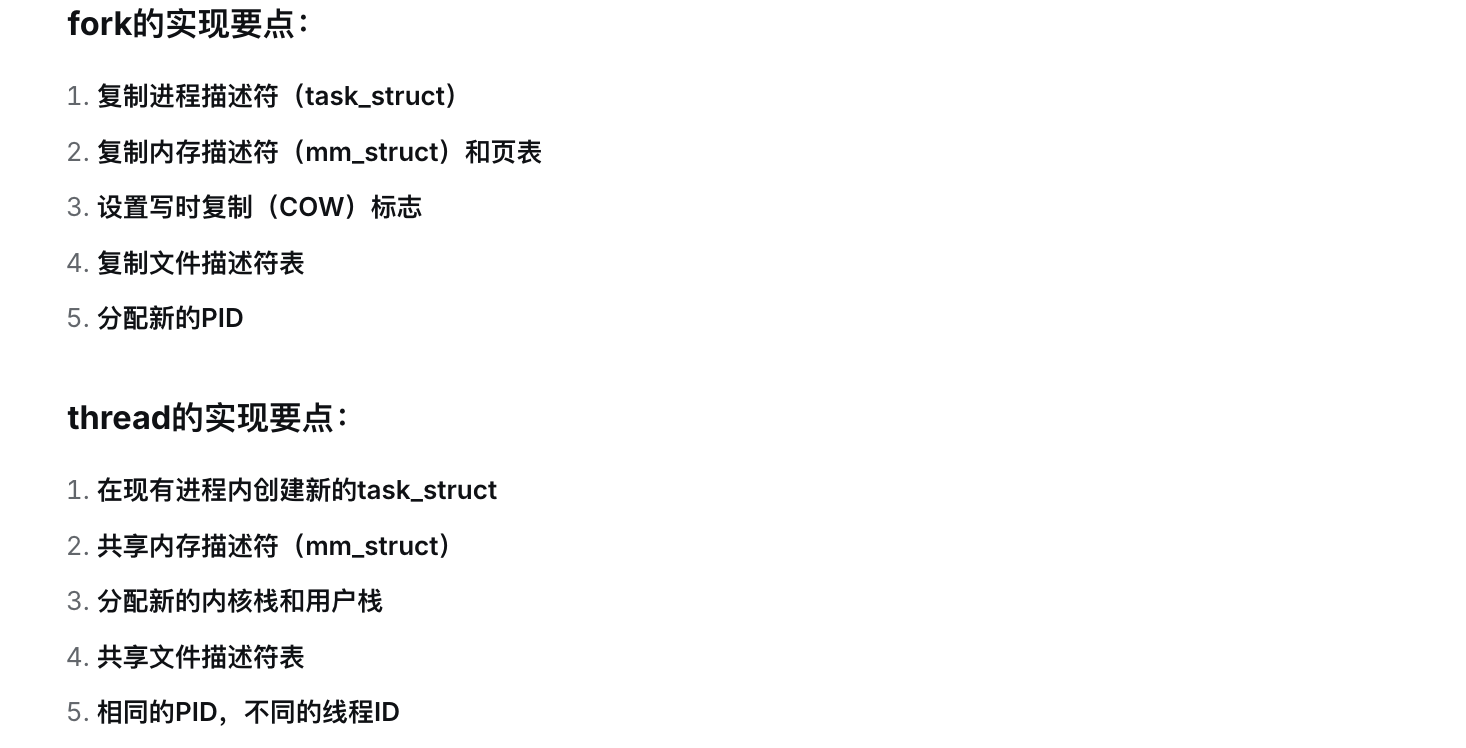 fork的实现要点：
1. 复制进程描述符（task_struct）
2. 复制内存描述符（mm_struct）和页表
3. 设置写时复制（COW）标志
4. 复制文件描述符表
5. 分配新的PID
thread的实现要点：
1. 在现有进程内创建新的task_struct
2. 共享内存描述符（mm_struct）
3. 分配新的内核栈和用户栈
4. 共享文件描述符表
5. 相同的PID，不同的线程ID